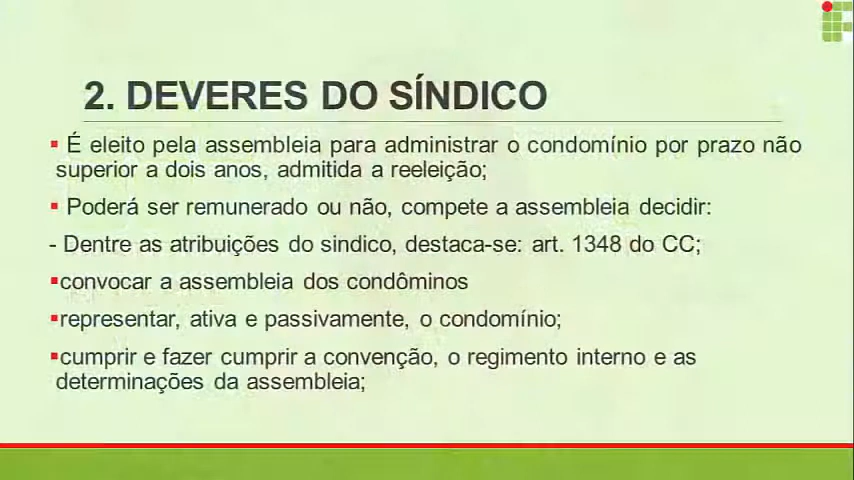 2. DEVERES DO SÍNDICO
▪ É eleito pela assembleia para administrar o condomínio por prazo não
superior a dois anos, admitida a reeleição;
▪ Poderá ser remunerado ou não, compete a assembleia decidir:
- Dentre as atribuições do sindico, destaca-se: art. 1348 do CC;
▪convocar a assembleia dos condôminos
▪representar, ativa e passivamente, o condomínio;
▪cumprir e fazer cumprir a convenção, o regimento interno e as
determinações da assembleia;